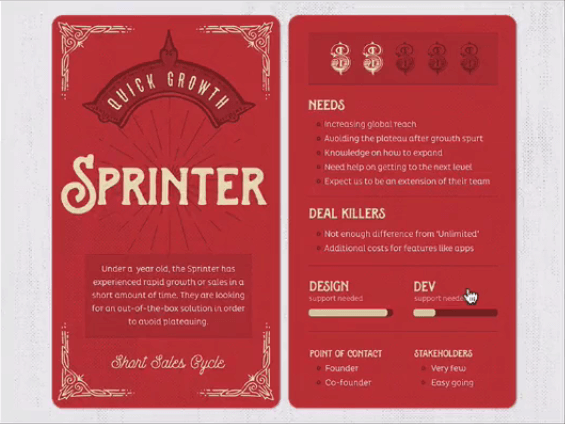 QUICK GROWTH
SPRINTER
Under a year old, the Sprinter has
experienced rapid growth or sales in a
short amount of time. They are looking
for an out-of-the-box solution in order
to avoid plateauing.
Short Sales Cycle
NEEDS
Increasing global reach
Avoiding the plateau after growth spurt
Knowledge on how to expand
Need help on getting to the next level
Expect us to be an extension of their team
DEAL KILLERS
Not enough difference from "Unlimited"
Additional costs for features like apps
DESIGN
support needed
DEV
support needed
POINT OF CONTACT
Founder
Co-founder
STAKEHOLDERS
Very few
Easy going